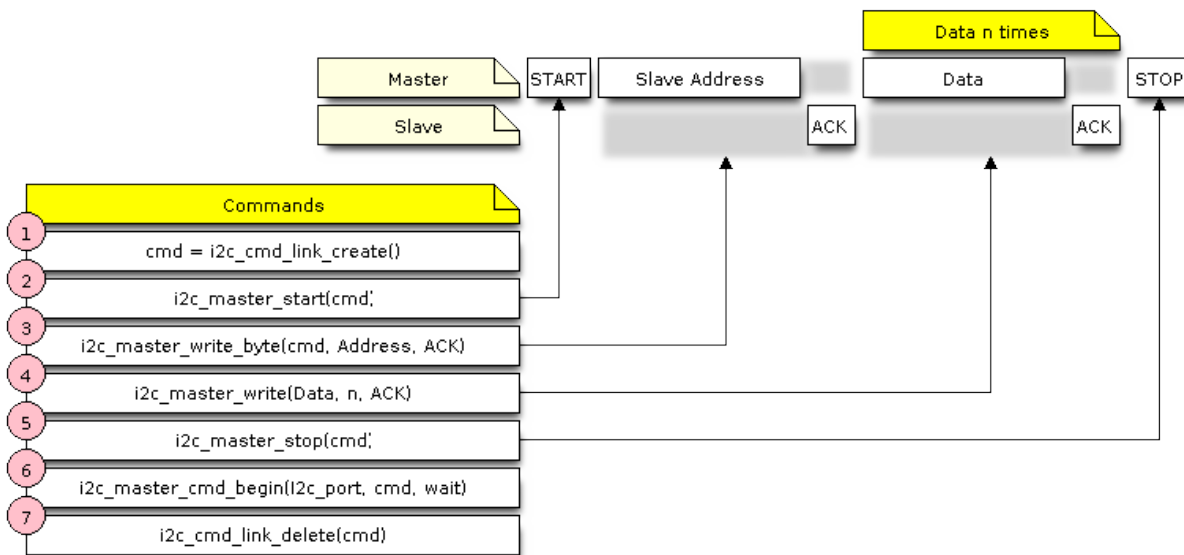 Data n times
Master START Slave Address Data STOP
Slave ACK ACK
Commands
1
cmd = i2c_cmd_link_create()
2
i2c_master_start(cmd;
3
i2c_master_write_byte(cmd, Address, ACK)
4
i2c_master_write(Data, n, ACK)
5
i2c_master_stop(cmd;
6
i2c_master_cmd_begin(I2c_port, cmd, wait)
7
i2c_cmd_link_delete(cmd)